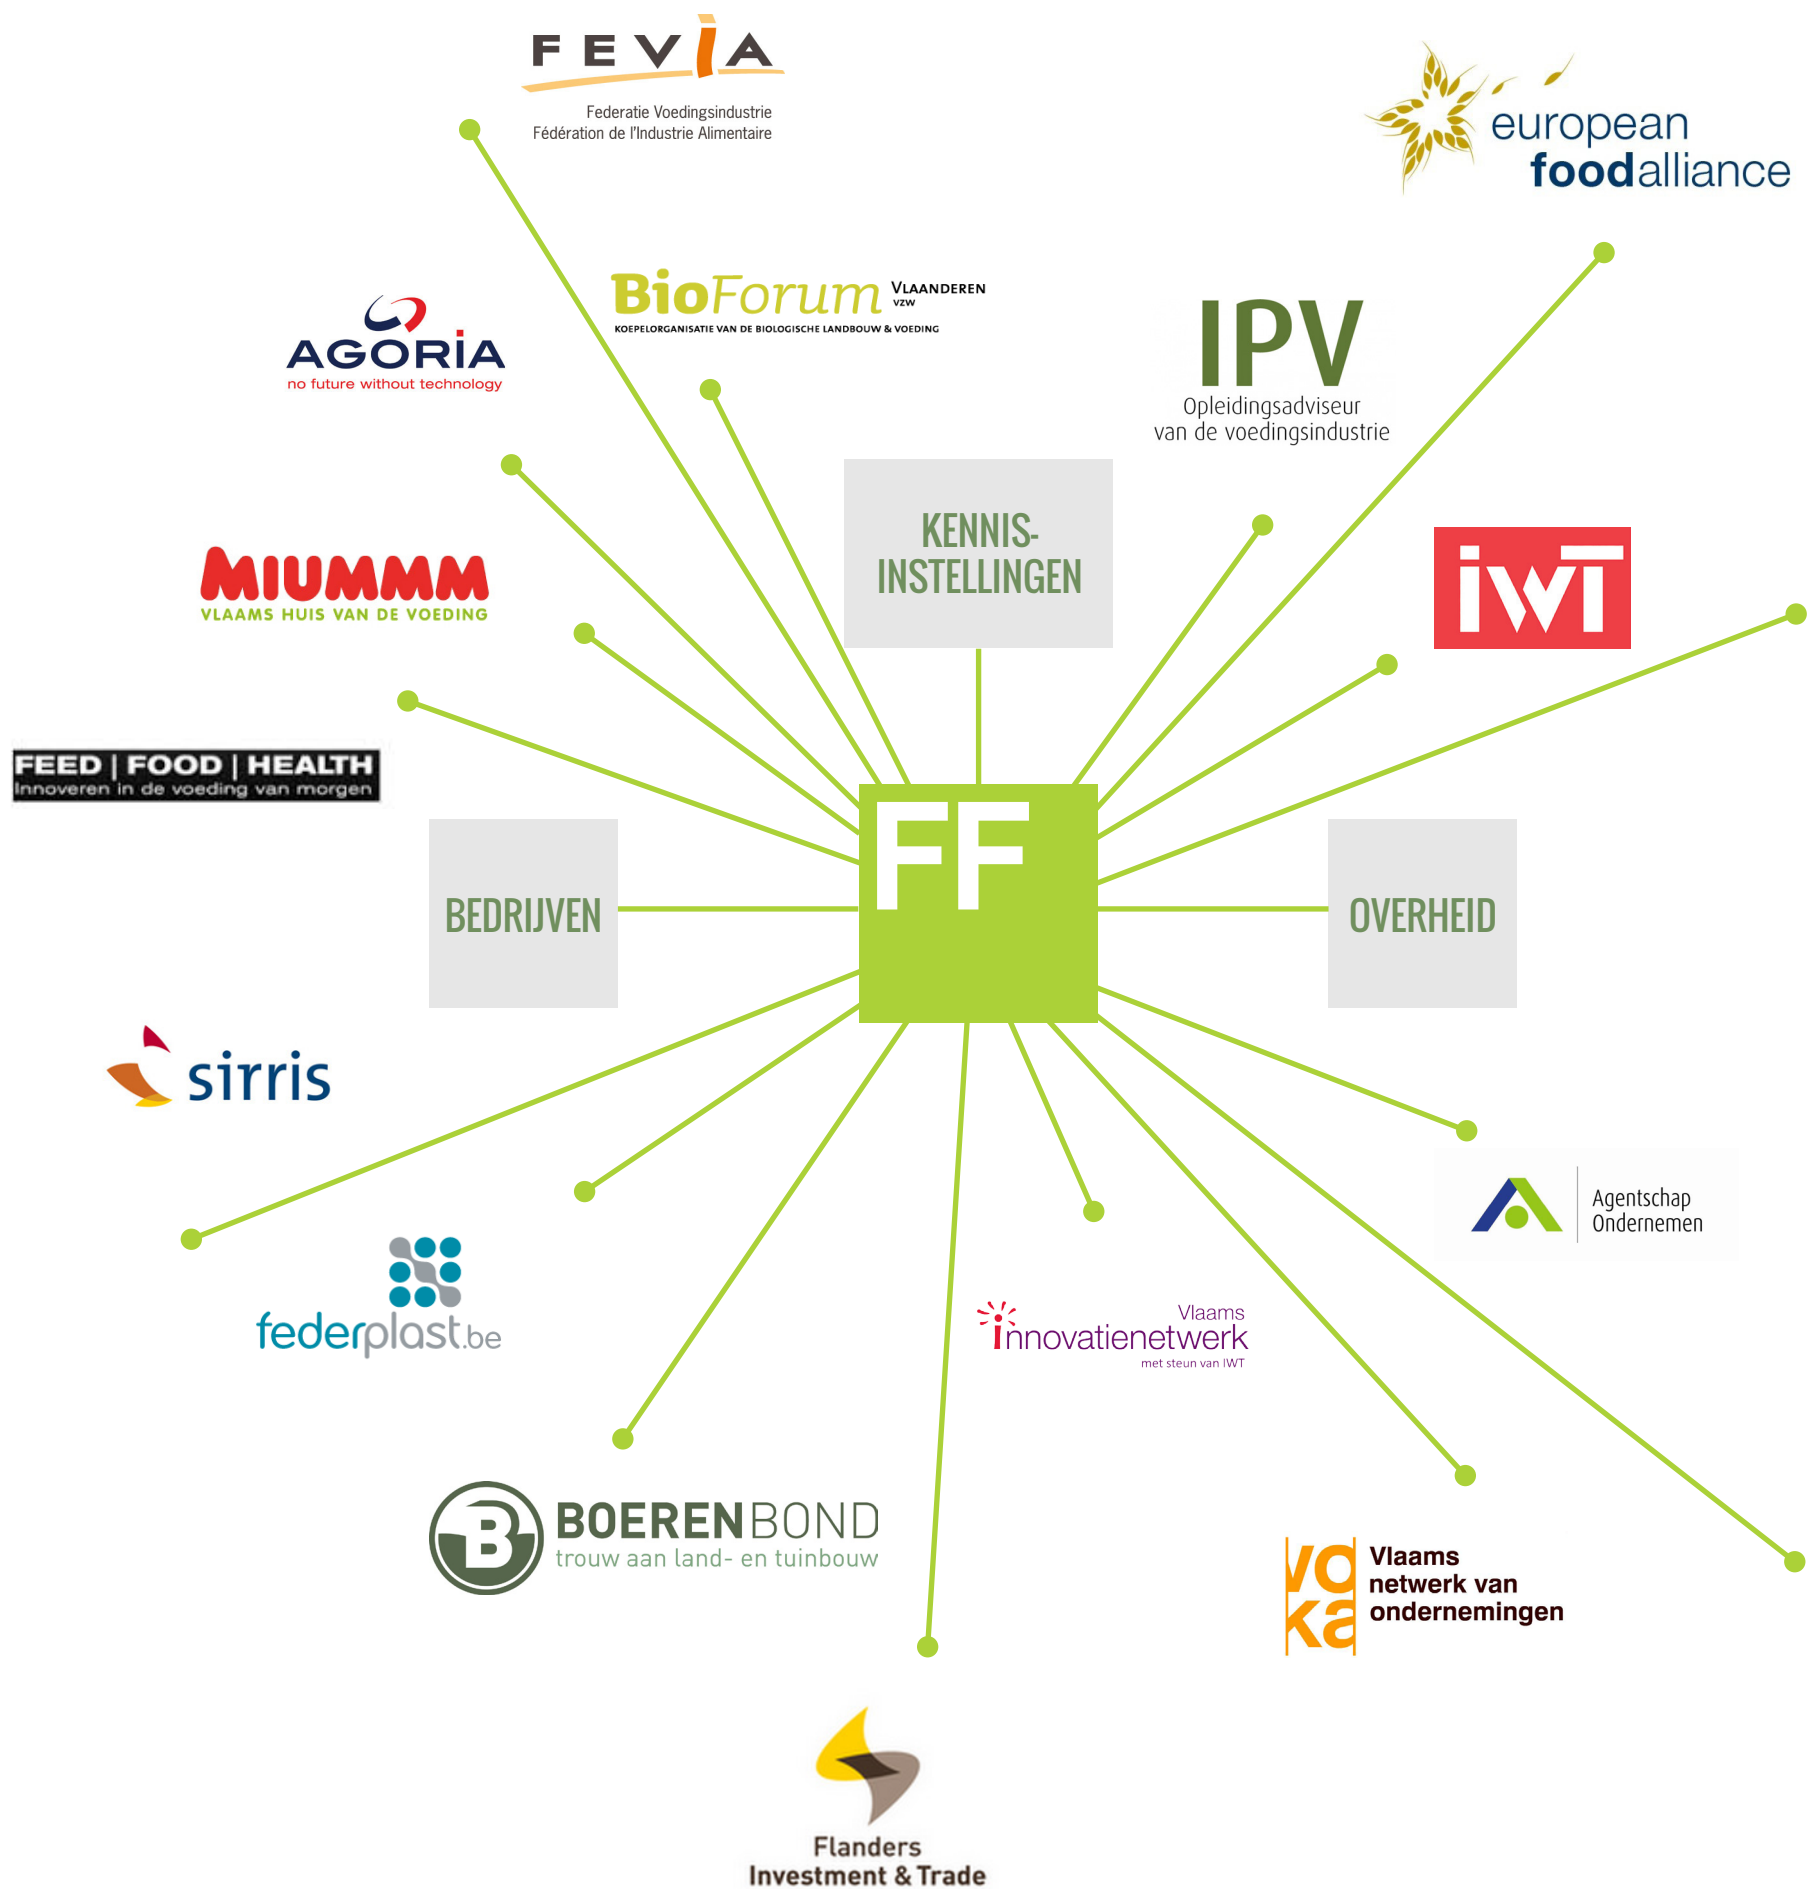 FEVIA
Federatie Voedingsindustrie
Fédération de l'Industrie Alimentaire
european
foodalliance
BioForum VLAANDEREN
VZW
KOEPELORGANISATIE VAN DE BIOLOGISCHE LANDBOUW & VOEDING
AGORIA
no future without technology
IPV
Opleidingsadviseur
van de voedingsindustrie
KENNIS-
INSTELLINGEN
iWT
MIUMMM
VLAAMS HUIS VAN DE VOEDING
FEED | FOOD | HEALTH
Innoveren in de voeding van morgen
FF
BEDRIJVEN
OVERHEID
sirris
Agentschap
Ondernemen
federplast.be
Vlaams
innovatienetwerk
met steun van IWT
B
BOERENBOND
trouw aan land- en tuinbouw
vo
ka
Vlaams
netwerk van
ondernemingen
Flanders
Investment & Trade